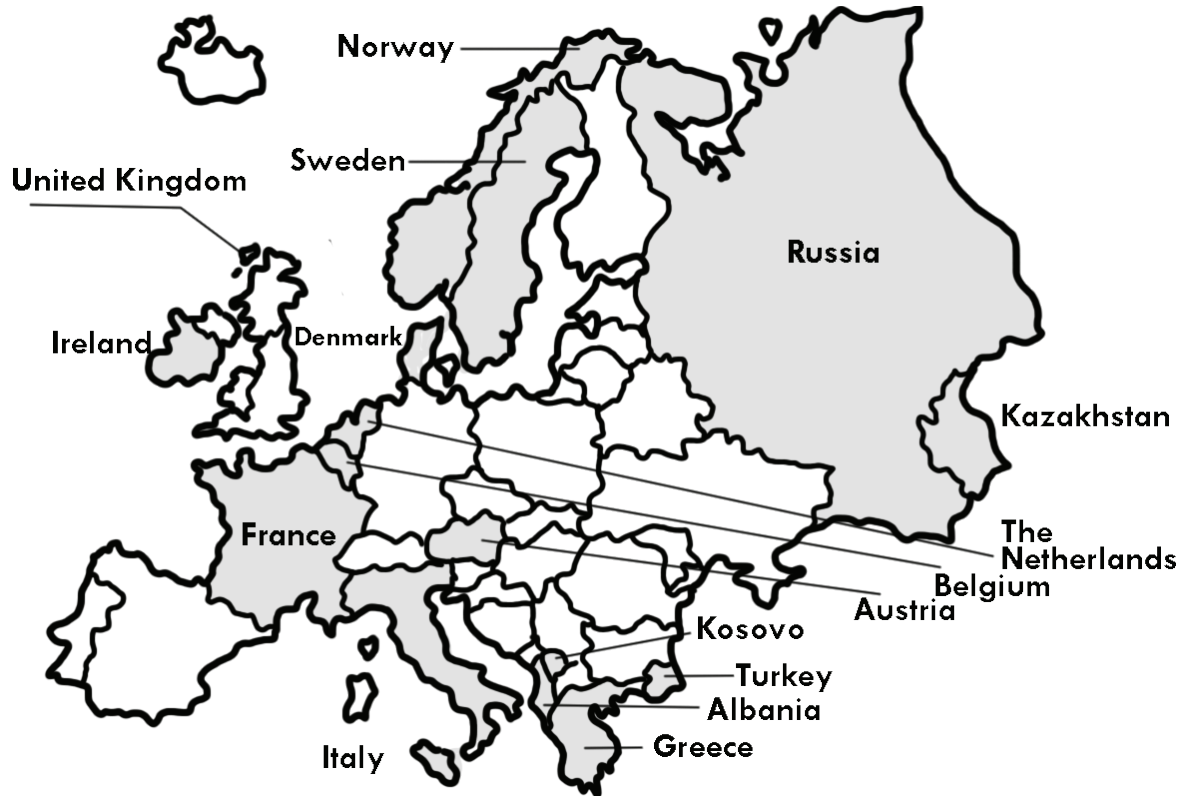 Norway
Sweden
United Kingdom
Russia
Ireland
Denmark
Kazakhstan
France
The
Netherlands
Belgium
Austria
Kosovo
Turkey
Albania
Greece
Italy